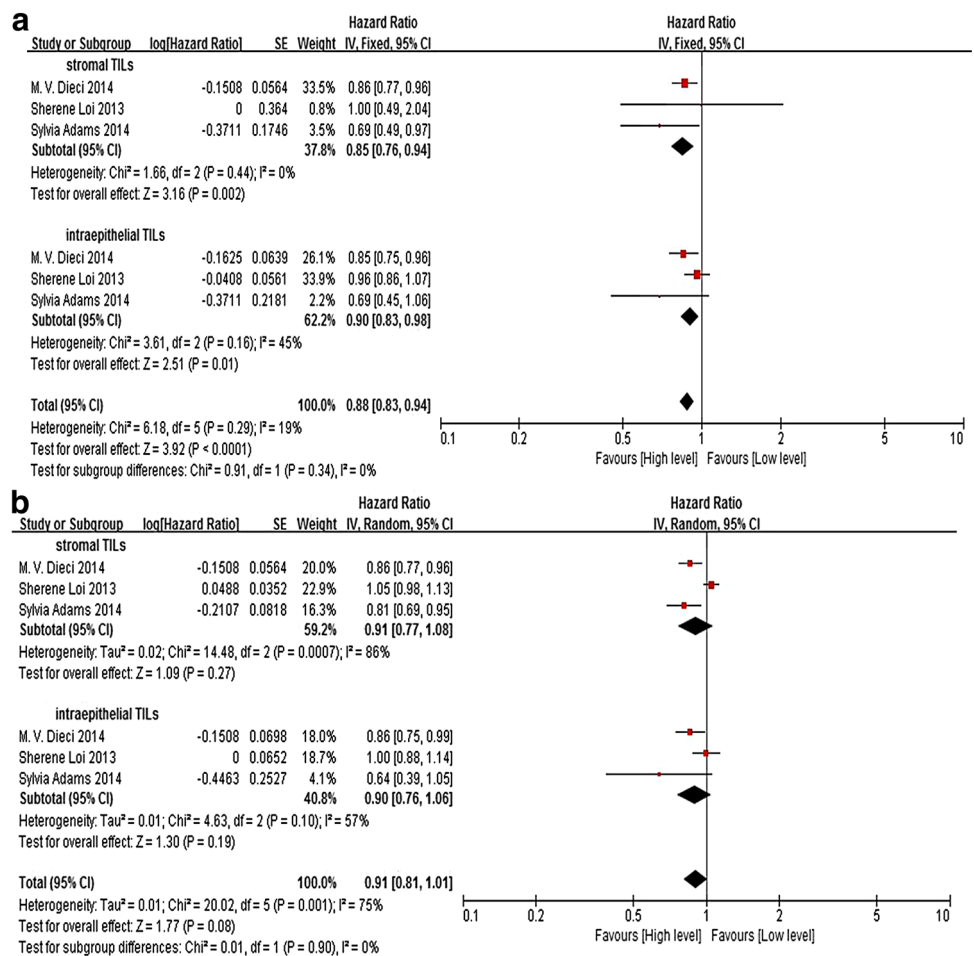 a
Hazard Ratio Hazard Ratio
Study or Subgroup log[Hazard Ratio] SE Weight IV, Fixed, 95% CI IV, Fixed, 95% CI
stromal TILs
M. V. Dieci 2014 -0.1508 0.0564 33.5% 0.86 [0.77, 0.96]
Sherene Loi 2013 0 0.364 0.8% 1.00 [0.49, 2.04]
Sylvia Adams 2014 -0.3711 0.1746 3.5% 0.69 [0.49, 0.97]
Subtotal (95% CI) 37.8% 0.85 [0.76, 0.94]
Heterogeneity: Chi² = 1.66, df = 2 (P = 0.44); I² = 0%
Test for overall effect: Z = 3.16 (P = 0.002)
intraepithelial TILs
M. V. Dieci 2014 -0.1625 0.0639 26.1% 0.85 [0.75, 0.96]
Sherene Loi 2013 -0.0408 0.0561 33.9% 0.96 [0.86, 1.07]
Sylvia Adams 2014 -0.3711 0.2181 2.2% 0.69 [0.45, 1.06]
Subtotal (95% CI) 62.2% 0.90 [0.83, 0.98]
Heterogeneity: Chi² = 3.61, df = 2 (P = 0.16); I² = 45%
Test for overall effect: Z = 2.51 (P = 0.01)
Total (95% CI) 100.0% 0.88 [0.83, 0.94]
Heterogeneity: Chi² = 6.18, df = 5 (P = 0.29); I² = 19%
Test for overall effect: Z = 3.92 (P < 0.0001)
Test for subgroup differences: Chi² = 0.91, df = 1 (P = 0.34), I² = 0%
0.1 0.2 0.5 1 2 5 10
Favours [High level] Favours [Low level]
b
Hazard Ratio Hazard Ratio
Study or Subgroup log[Hazard Ratio] SE Weight IV, Random, 95% CI IV, Random, 95% CI
stromal TILs
M. V. Dieci 2014 -0.1508 0.0564 20.0% 0.86 [0.77, 0.96]
Sherene Loi 2013 0.0488 0.0352 22.9% 1.05 [0.98, 1.13]
Sylvia Adams 2014 -0.2107 0.0818 16.3% 0.81 [0.69, 0.95]
Subtotal (95% CI) 59.2% 0.91 [0.77, 1.08]
Heterogeneity: Tau² = 0.02; Chi² = 14.48, df = 2 (P = 0.0007); I² = 86%
Test for overall effect: Z = 1.09 (P = 0.27)
intraepithelial TILs
M. V. Dieci 2014 -0.1508 0.0698 18.0% 0.86 [0.75, 0.99]
Sherene Loi 2013 0 0.0652 18.7% 1.00 [0.88, 1.14]
Sylvia Adams 2014 -0.4463 0.2527 4.1% 0.64 [0.39, 1.05]
Subtotal (95% CI) 40.8% 0.90 [0.76, 1.06]
Heterogeneity: Tau² = 0.01; Chi² = 4.63, df = 2 (P = 0.10); I² = 57%
Test for overall effect: Z = 1.30 (P = 0.19)
Total (95% CI) 100.0% 0.91 [0.81, 1.01]
Heterogeneity: Tau² = 0.01; Chi² = 20.02, df = 5 (P = 0.001); I² = 75%
Test for overall effect: Z = 1.77 (P = 0.08)
Test for subgroup differences: Chi² = 0.01, df = 1 (P = 0.90), I² = 0%
0.1 0.2 0.5 1 2 5 10
Favours [High level] Favours [Low level]